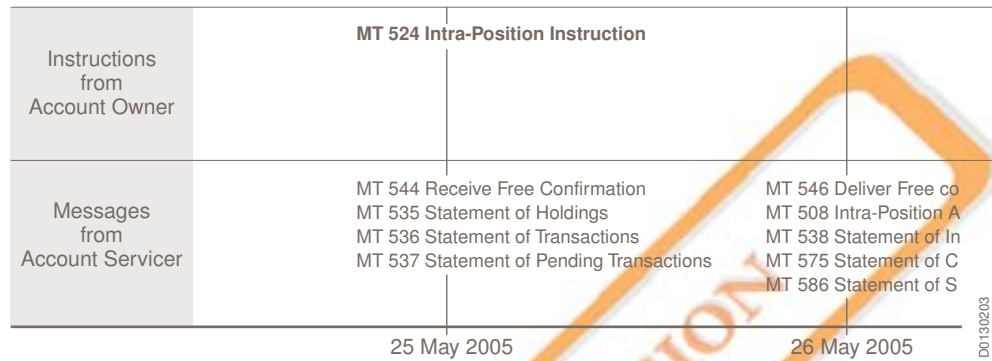 MT 524 Intra-Position Instruction
Instructions
from
Account Owner
Messages
from
Account Servicer
MT 544 Receive Free Confirmation
MT 535 Statement of Holdings
MT 536 Statement of Transactions
MT 537 Statement of Pending Transactions
MT 546 Deliver Free co
MT 508 Intra-Position A
MT 538 Statement of In
MT 575 Statement of C
MT 586 Statement of S
ION
25 May 2005
26 May 2005
D0130203